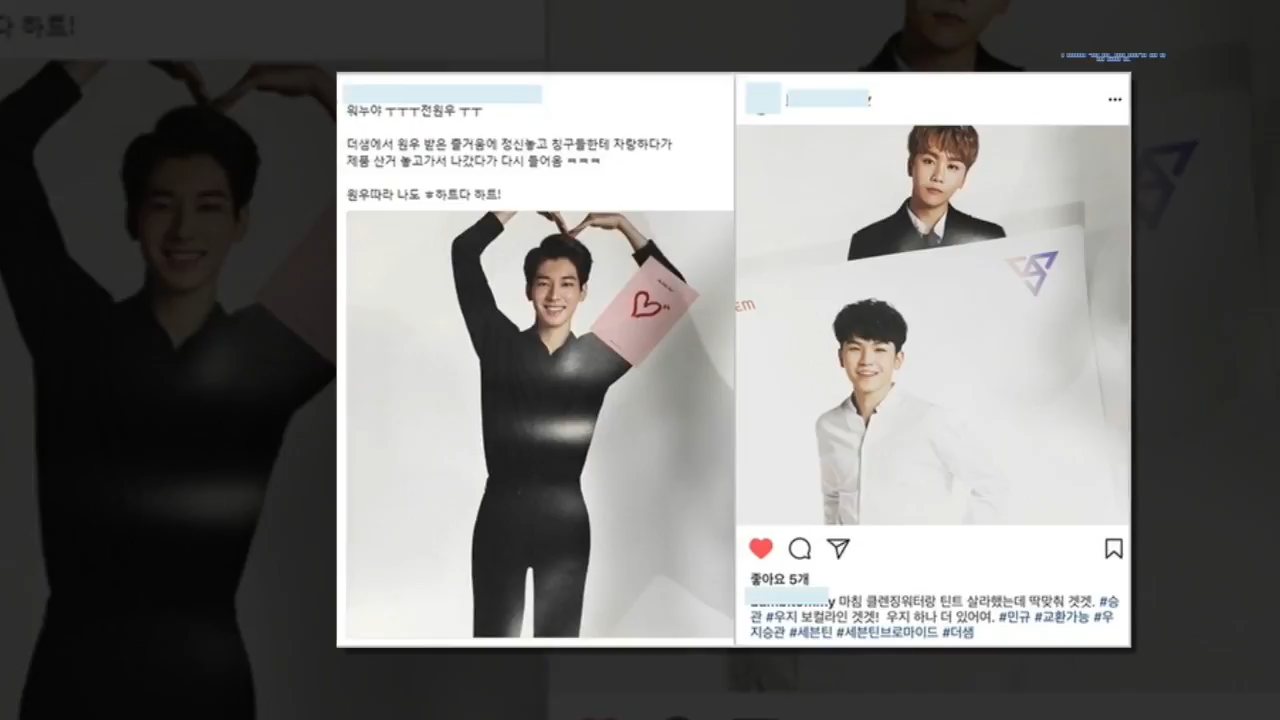 다 하트!
워누야 ㅜㅜㅜ전원우 ㅜㅜ
더샘에서 원우 받은 즐거움에 정신놓고 칭구들한테 자랑하다가
제품 산거 놓고가서 나갔다가 다시 들어옴 ㅋㅋㅋ
원우따라 나도 ㅎ하트다 하트!
EM
좋아요 5개
마침 클렌징워터랑 틴트 살라했는데 딱맞춰 겟겟. #승
관 #우지 보컬라인 겟겟! 우지 하나 더 있어여. #민규 #교환가능 #우
지승관 #세븐틴 #세븐틴브로마이드 #더샘